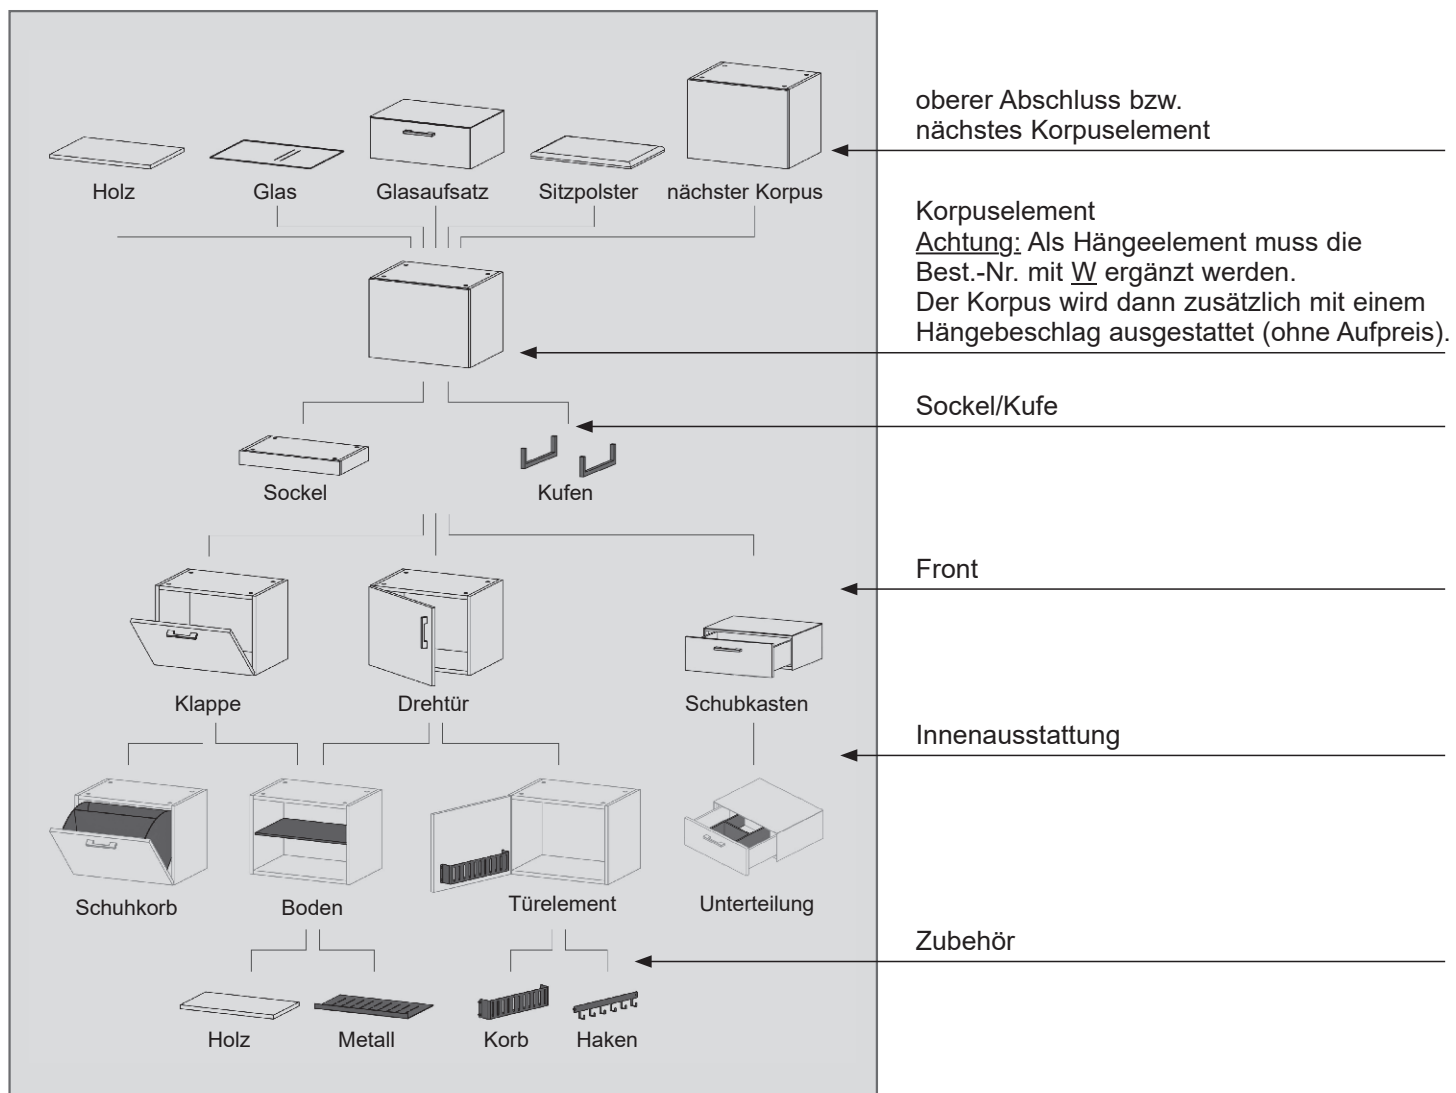 oberer Abschluss bzw.
nächstes Korpuselement
Holz Glas Glasaufsatz Sitzpolster nächster Korpus
Korpuselement
Achtung: Als Hängeelement muss die
Best.-Nr. mit W ergänzt werden.
Der Korpus wird dann zusätzlich mit einem
Hängebeschlag ausgestattet (ohne Aufpreis).
Sockel/Kufe
Sockel Kufen
Front
Klappe Drehtür Schubkasten
Innenausstattung
Schuhkorb Boden Türelement Unterteilung
Zubehör
Holz Metall Korb Haken